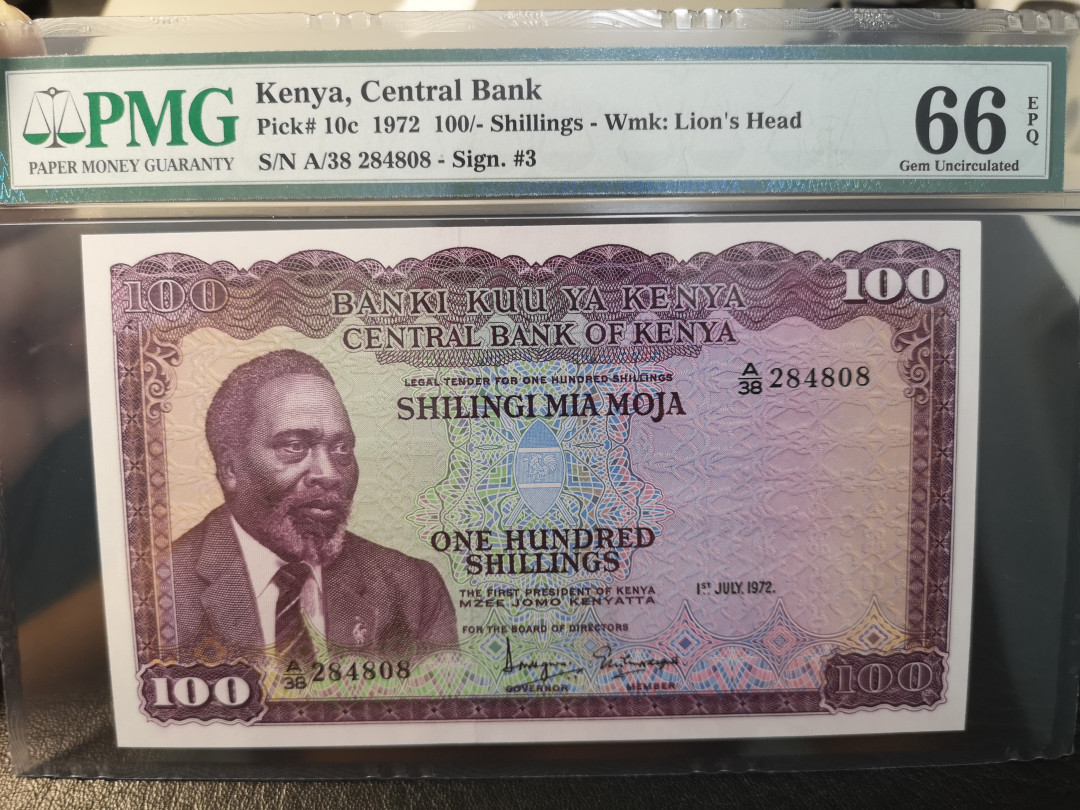 PMG
PAPER MONEY GUARANTY
Kenya, Central Bank
Pick# 10c 1972 100/- Shillings - Wmk: Lion's Head
S/N A/38 284808 - Sign. #3
66 EPQ
Gem Uncirculated
100
100
BANKI KUU YA KENYA
CENTRAL BANK OF KENYA
LEGAL TENDER FOR ONE HUNDRED SHILLINGS
A/38 284808
SHILINGI MIA MOJA
ONE HUNDRED
SHILLINGS
THE FIRST PRESIDENT OF KENYA
MZEE JOMO KENYATTA
1ST JULY, 1972.
FOR THE BOARD OF DIRECTORS
A/38 284808
GOVERNOR MEMBER
100
100